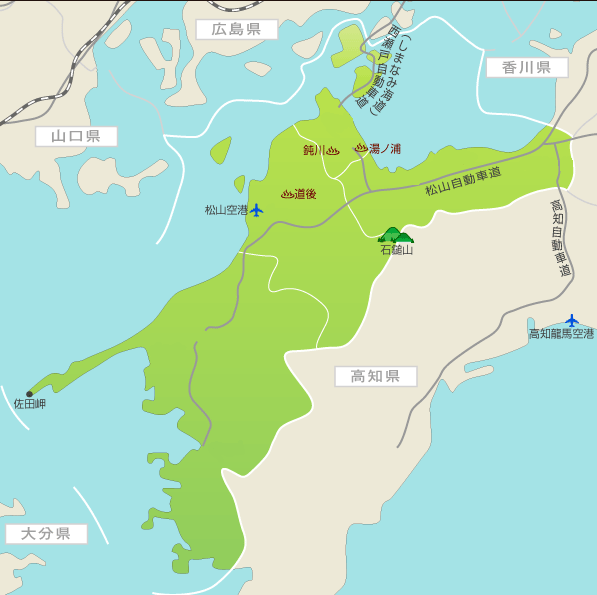 広島県
西瀬戸自動車道
(しまなみ海道)
香川県
山口県
鈍川
湯ノ浦
松山自動車道
道後
松山空港
高知自動車道
石鎚山
高知龍馬空港
高知県
佐田岬
大分県